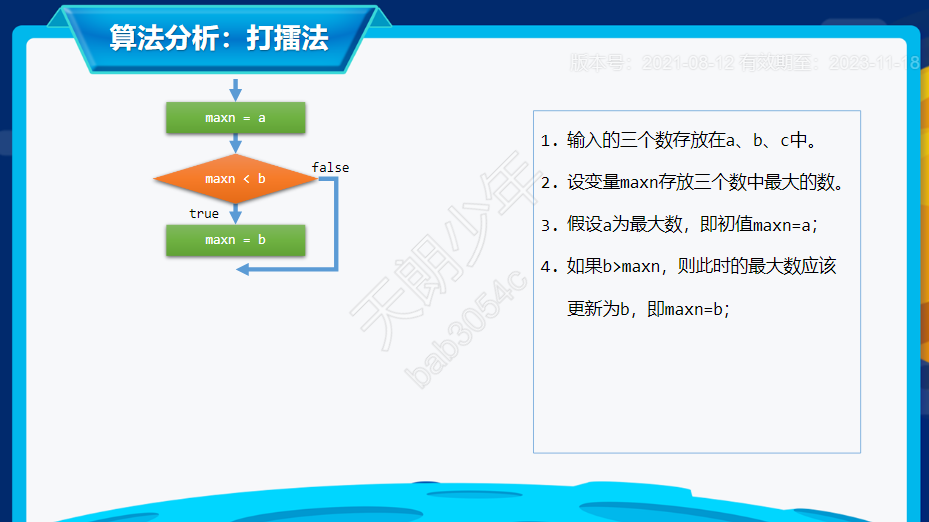 算法分析：打擂法
版本号：2021-08-12 有效期至：2023-11-18
maxn = a
maxn < b
false
true
maxn = b
1. 输入的三个数存放在a、b、c中。
2. 设变量maxn存放三个数中最大的数。
3. 假设a为最大数，即初值maxn=a；
4. 如果b>maxn，则此时的最大数应该
更新为b，即maxn=b；
天朗少年
bab3054c